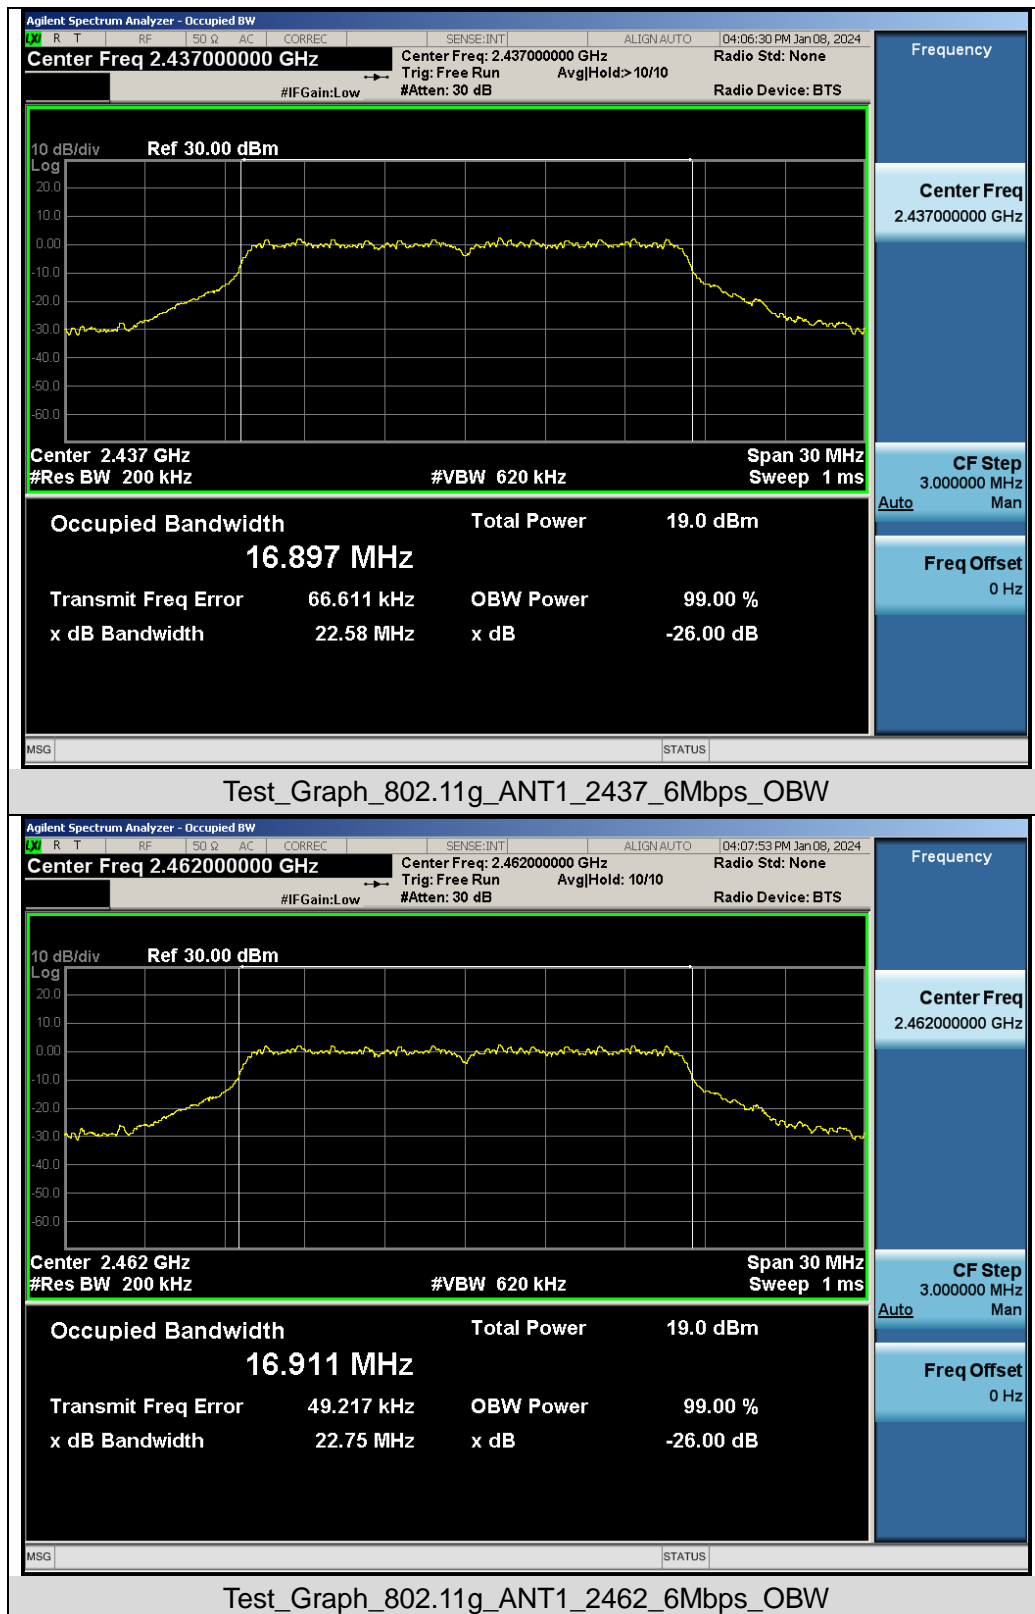 Agilent Spectrum Analyzer - Occupied BW
LXI R T RF 50 Ω AC CORREC SENSE:INT ALIGN AUTO 04:06:30 PM Jan 08, 2024
Center Freq 2.437000000 GHz
Center Freq: 2.437000000 GHz
Radio Std: None
Trig: Free Run Avg|Hold:>10/10
#IFGain:Low #Atten: 30 dB Radio Device: BTS
Frequency
10 dB/div Ref 30.00 dBm
Log
20.0
10.0
0.00
-10.0
-20.0
-30.0
-40.0
-50.0
-60.0
Center 2.437 GHz Span 30 MHz
#Res BW 200 kHz #VBW 620 kHz Sweep 1 ms
Center Freq
2.437000000 GHz
CF Step
3.000000 MHz
Auto Man
Freq Offset
0 Hz
Occupied Bandwidth Total Power 19.0 dBm
16.897 MHz
Transmit Freq Error 66.611 kHz OBW Power 99.00 %
x dB Bandwidth 22.58 MHz x dB -26.00 dB
MSG STATUS
Test_Graph_802.11g_ANT1_2437_6Mbps_OBW
Agilent Spectrum Analyzer - Occupied BW
LXI R T RF 50 Ω AC CORREC SENSE:INT ALIGN AUTO 04:07:53 PM Jan 08, 2024
Center Freq 2.462000000 GHz
Center Freq: 2.462000000 GHz
Radio Std: None
Trig: Free Run Avg|Hold: 10/10
#IFGain:Low #Atten: 30 dB Radio Device: BTS
Frequency
10 dB/div Ref 30.00 dBm
Log
20.0
10.0
0.00
-10.0
-20.0
-30.0
-40.0
-50.0
-60.0
Center 2.462 GHz Span 30 MHz
#Res BW 200 kHz #VBW 620 kHz Sweep 1 ms
Center Freq
2.462000000 GHz
CF Step
3.000000 MHz
Auto Man
Freq Offset
0 Hz
Occupied Bandwidth Total Power 19.0 dBm
16.911 MHz
Transmit Freq Error 49.217 kHz OBW Power 99.00 %
x dB Bandwidth 22.75 MHz x dB -26.00 dB
MSG STATUS
Test_Graph_802.11g_ANT1_2462_6Mbps_OBW